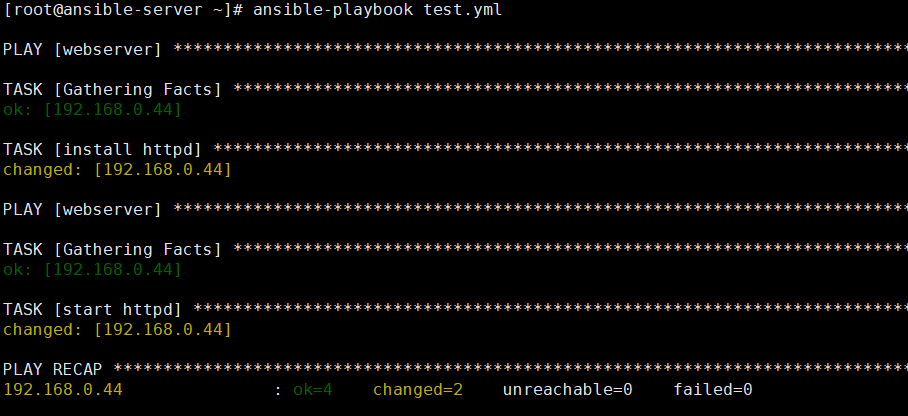 [root@ansible-server ~]# ansible-playbook test.yml
PLAY [webserver] **************************************************************************
TASK [Gathering Facts] ********************************************************************
ok: [192.168.0.44]
TASK [install httpd] **********************************************************************
changed: [192.168.0.44]
PLAY [webserver] **************************************************************************
TASK [Gathering Facts] ********************************************************************
ok: [192.168.0.44]
TASK [start httpd] ************************************************************************
changed: [192.168.0.44]
PLAY RECAP ********************************************************************************
192.168.0.44               : ok=4    changed=2    unreachable=0    failed=0